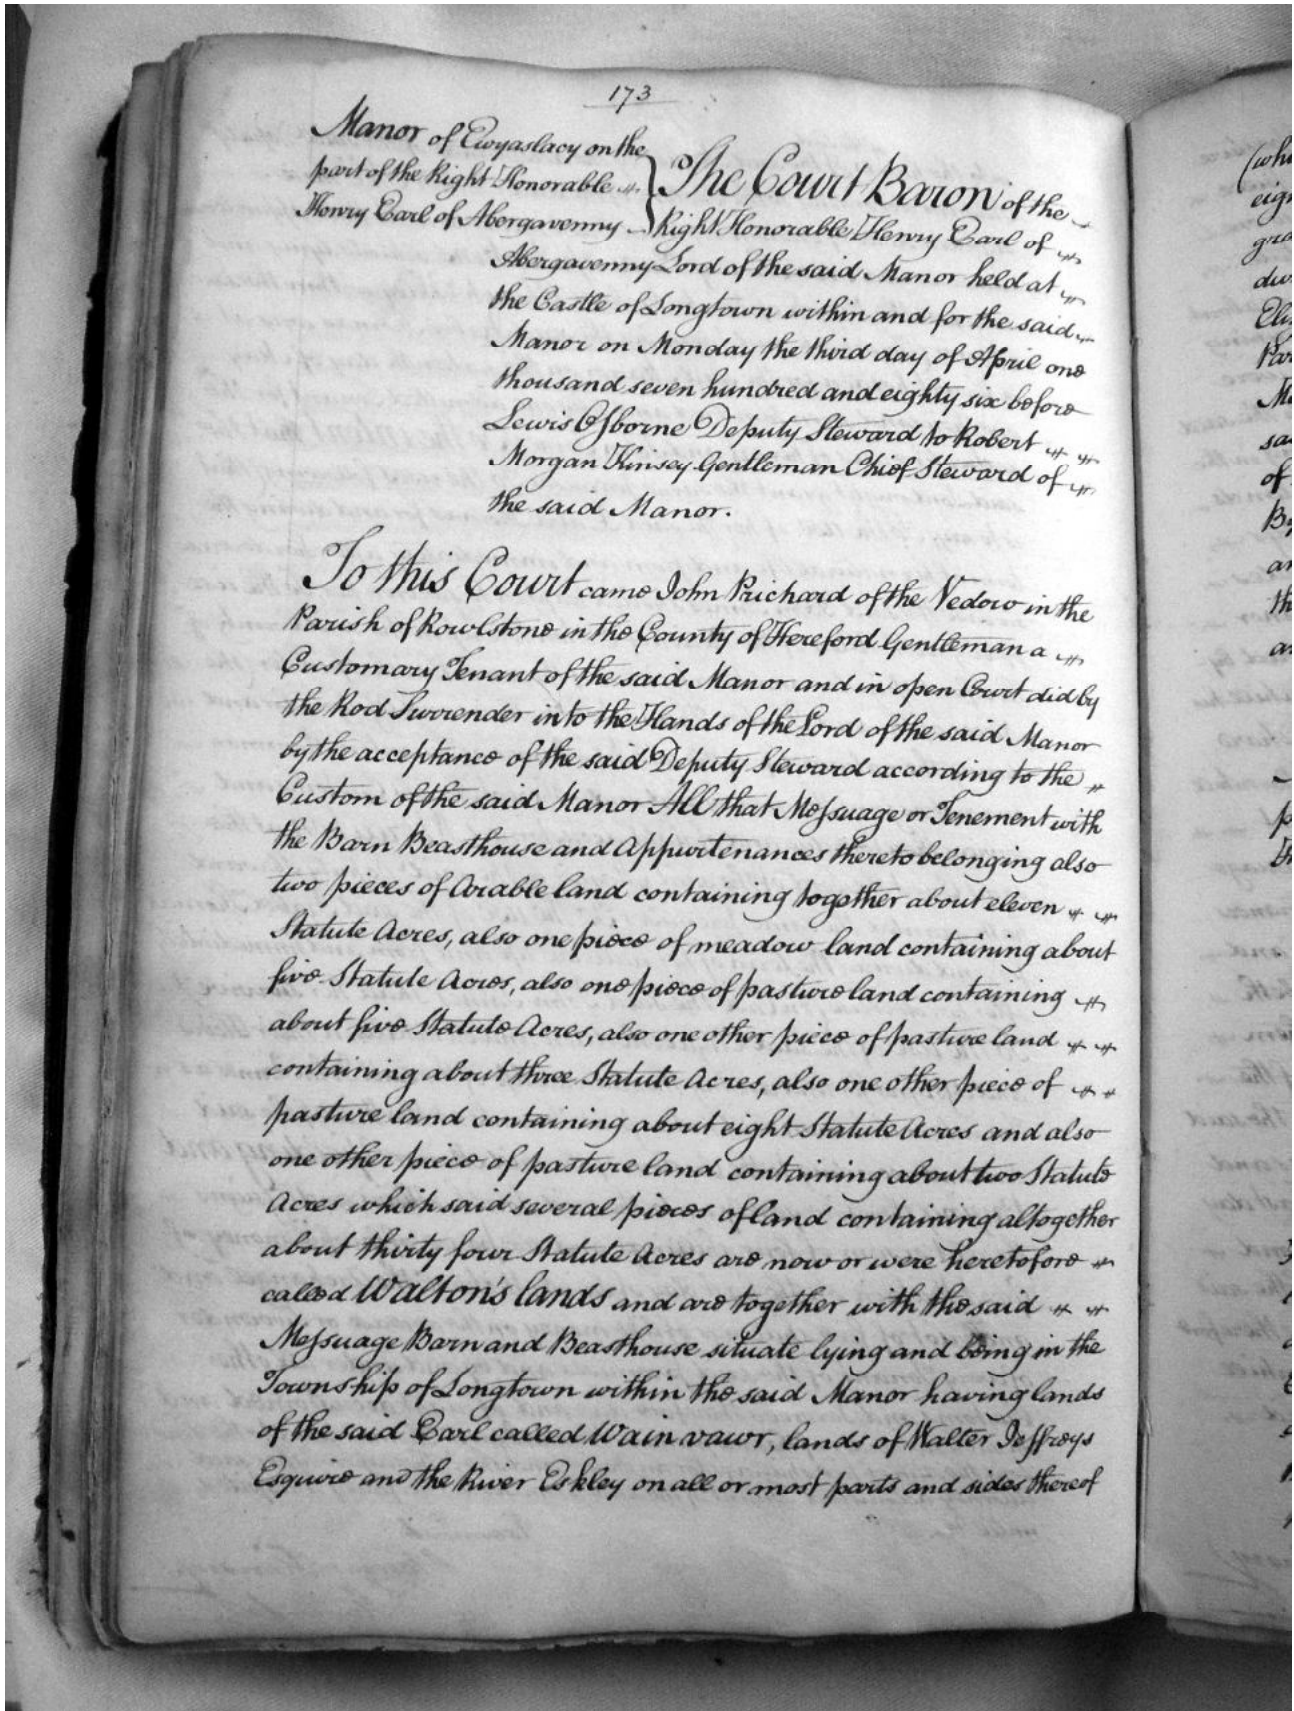 173
Manor of Ewyaslacy on the
part of the Right Honorable
Henry Earl of Abergavenny
The Court Baron of the
Right Honorable Henry Earl of
Abergavenny Lord of the said Manor held at
the Castle of Longtown within and for the said
Manor on Monday the third day of April one
thousand seven hundred and eighty six before
Lewis Osborne Deputy Steward to Robert
Morgan Kinsey Gentleman Chief Steward of
the said Manor.
To this Court came John Prichard of the Vedow in the
Parish of Rowlstone in the County of Hereford Gentleman a
Customary Tenant of the said Manor and in open Court did by
the Rod Surrender into the Hands of the Lord of the said Manor
by the acceptance of the said Deputy Steward according to the
Custom of the said Manor All that Meſsuage or Tenement with
the Barn Beasthouse and Appurtenances thereto belonging also
two pieces of Arable land containing together about eleven
Statute Acres, also one piece of meadow land containing about
five Statute Acres, also one piece of pasture land containing
about five Statute Acres, also one other piece of pasture land
containing about three Statute Acres, also one other piece of
pasture land containing about eight Statute Acres and also
one other piece of pasture land containing about two Statute
Acres which said several pieces of land containing altogether
about thirty four Statute Acres are now or were heretofore
called Walton's lands and are together with the said
Meſsuage Barn and Beasthouse situate lying and being in the
Township of Longtown within the said Manor having lands
of the said Earl called Wain vawr, lands of Walter Jeffreys
Esquire and the River Eskley on all or most parts and sides thereof